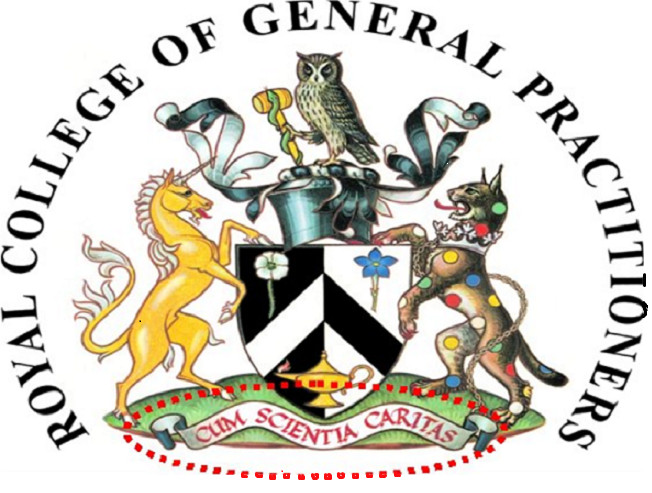 ROYAL COLLEGE OF GENERAL PRACTITIONERS
CUM SCIENTIA CARITAS